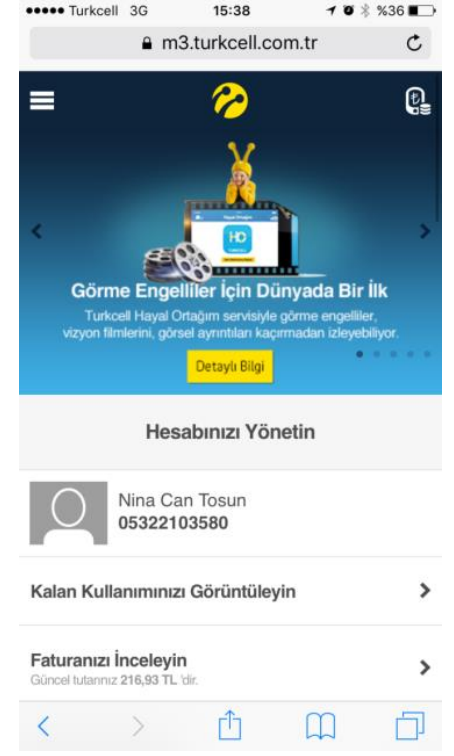 Turkcell 3G 15:38 %36
m3.turkcell.com.tr
HD
Görme Engelliler İçin Dünyada Bir İlk
Turkcell Hayal Ortağım servisiyle görme engelliler,
vizyon filmlerini, görsel ayrıntıları kaçırmadan izleyebiliyor.
Detaylı Bilgi
Hesabınızı Yönetin
Nina Can Tosun
05322103580
Kalan Kullanımınızı Görüntüleyin
Faturanızı İnceleyin
Güncel tutarınız 216,93 TL 'dir.